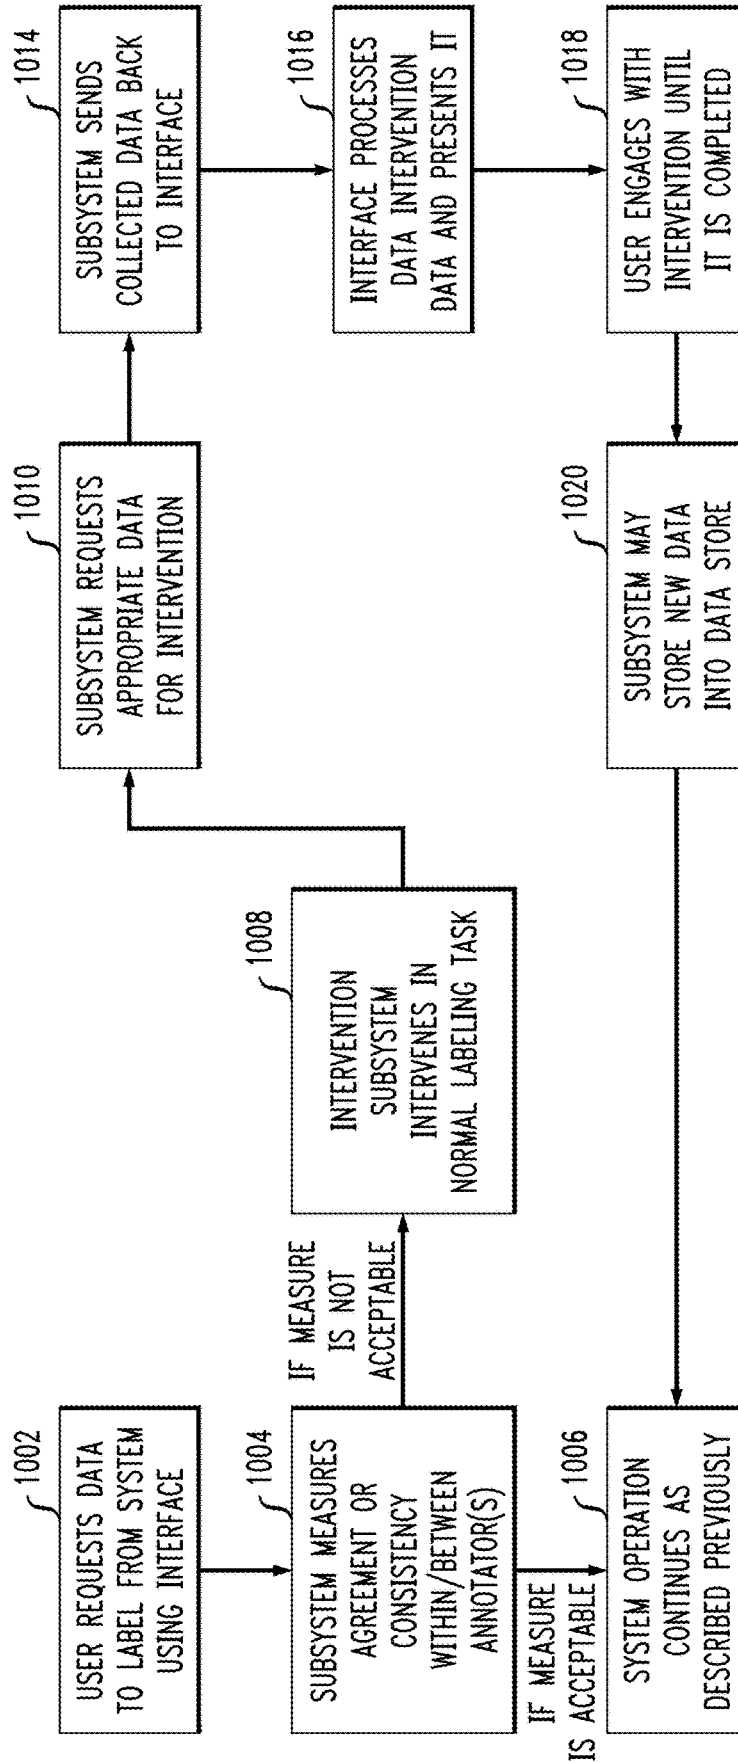 1002
USER REQUESTS DATA
TO LABEL FROM SYSTEM
USING INTERFACE
1004
SUBSYSTEM MEASURES
AGREEMENT OR
CONSISTENCY
WITHIN/BETWEEN
ANNOTATOR(S)
IF MEASURE
IS ACCEPTABLE
1006
SYSTEM OPERATION
CONTINUES AS
DESCRIBED PREVIOUSLY
IF MEASURE
IS NOT
ACCEPTABLE
1008
INTERVENTION
SUBSYSTEM
INTERVENES IN
NORMAL LABELING TASK
1010
SUBSYSTEM REQUESTS
APPROPRIATE DATA
FOR INTERVENTION
1014
SUBSYSTEM SENDS
COLLECTED DATA BACK
TO INTERFACE
1016
INTERFACE PROCESSES
DATA INTERVENTION
DATA AND PRESENTS IT
1018
USER ENGAGES WITH
INTERVENTION UNTIL
IT IS COMPLETED
1020
SUBSYSTEM MAY
STORE NEW DATA
INTO DATA STORE